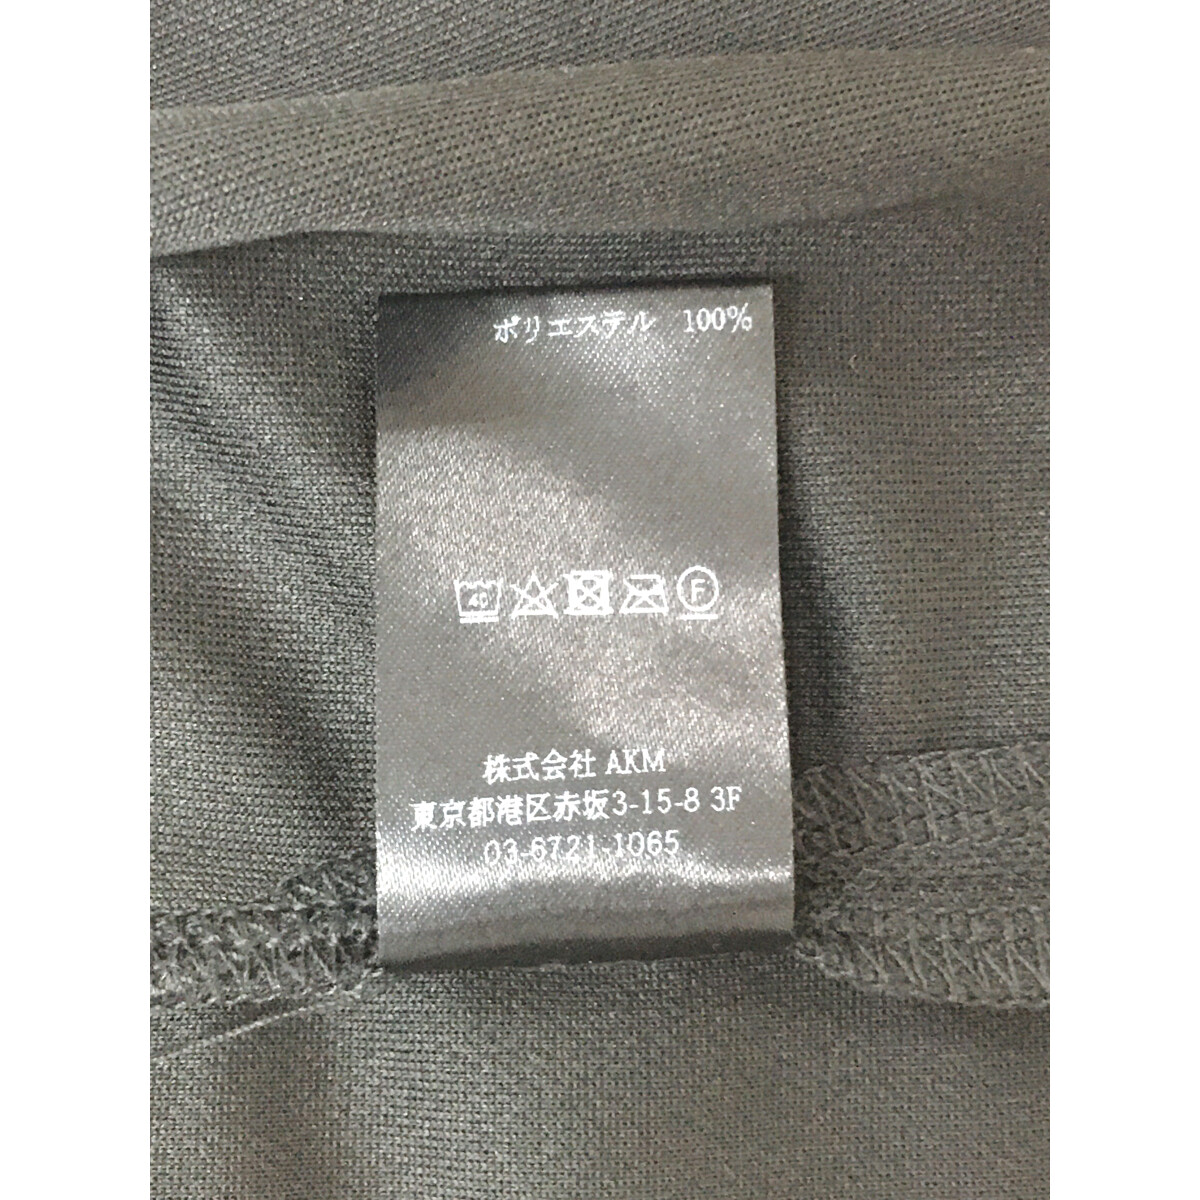 ポリエステル 100%
40 F
株式会社 AKM
東京都港区赤坂3-15-8 3F
03-6721-1065